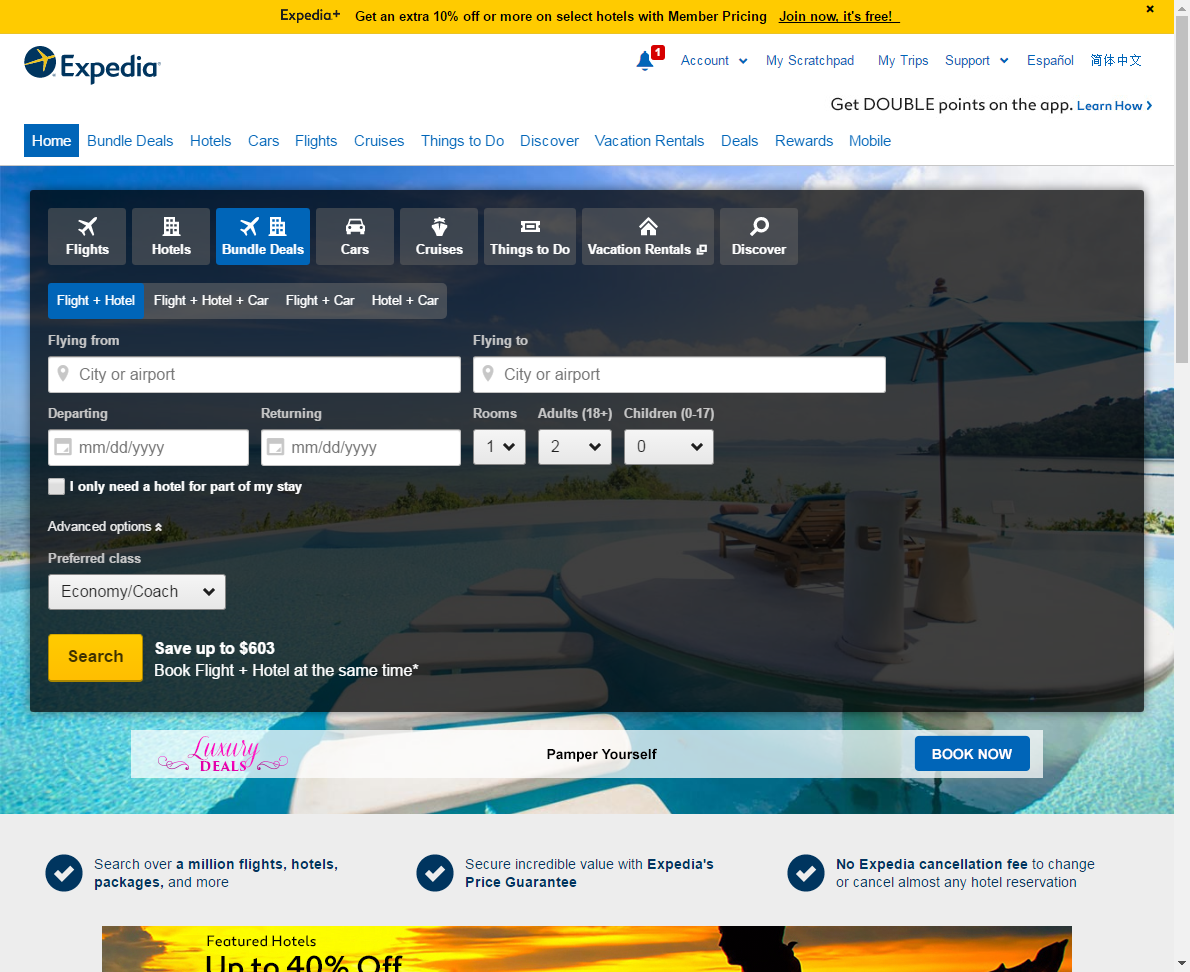 Expedia+ Get an extra 10% off or more on select hotels with Member Pricing Join now, it's free!
Expedia
1 Account My Scratchpad My Trips Support Español 简体中文
Get DOUBLE points on the app. Learn How
Home Bundle Deals Hotels Cars Flights Cruises Things to Do Discover Vacation Rentals Deals Rewards Mobile
Flights Hotels Bundle Deals Cars Cruises Things to Do Vacation Rentals Discover
Flight + Hotel Flight + Hotel + Car Flight + Car Hotel + Car
Flying from Flying to
City or airport City or airport
Departing Returning Rooms Adults (18+) Children (0-17)
mm/dd/yyyy mm/dd/yyyy 1 2 0
I only need a hotel for part of my stay
Advanced options
Preferred class
Economy/Coach
Search
Save up to $603
Book Flight + Hotel at the same time*
Luxury
DEALS
Pamper Yourself
BOOK NOW
Search over a million flights, hotels,
packages, and more
Secure incredible value with Expedia's
Price Guarantee
No Expedia cancellation fee to change
or cancel almost any hotel reservation
Featured Hotels
Up to 40% Off